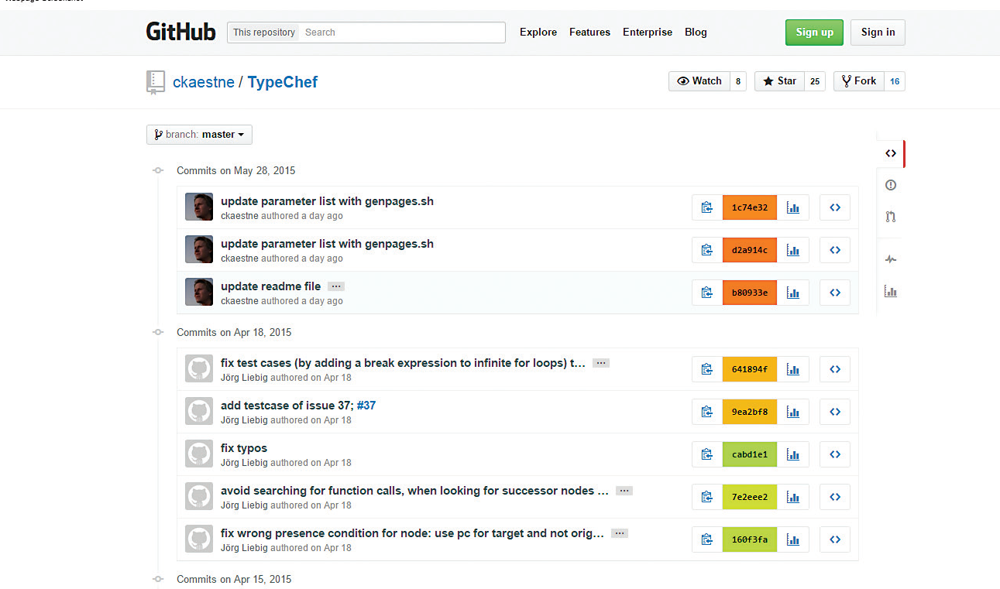 Webpage Screenshot
GitHub This repository Search Explore Features Enterprise Blog Sign up Sign in
ckaestne / TypeChef Watch 8 Star 25 Fork 16
branch: master
Commits on May 28, 2015
update parameter list with genpages.sh
ckaestne authored a day ago
1c74e32
update parameter list with genpages.sh
ckaestne authored a day ago
d2a914c
update readme file …
ckaestne authored a day ago
b80933e
Commits on Apr 18, 2015
fix test cases (by adding a break expression to infinite for loops) t… …
Jörg Liebig authored on Apr 18
641894f
add testcase of issue 37; #37
Jörg Liebig authored on Apr 18
9ea2bf8
fix typos
Jörg Liebig authored on Apr 18
cabd1e1
avoid searching for function calls, when looking for successor nodes … …
Jörg Liebig authored on Apr 18
7e2eee2
fix wrong presence condition for node: use pc for target and not orig… …
Jörg Liebig authored on Apr 18
160f3fa
Commits on Apr 15, 2015